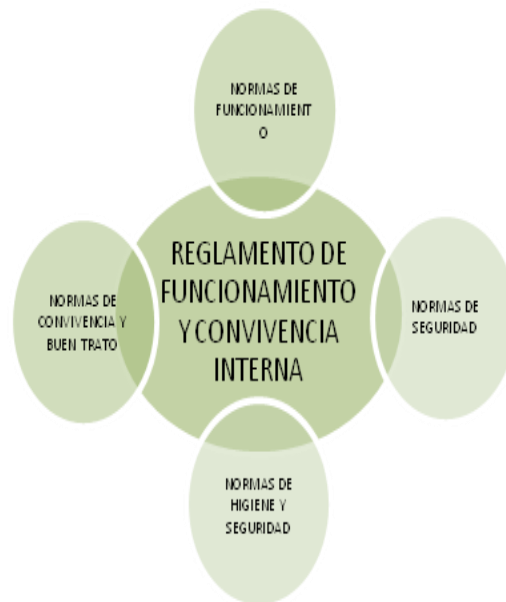 NORMAS DE
FUNCIONAMIENT
O
REGLAMENTO DE
FUNCIONAMIENTO
Y CONVIVENCIA
INTERNA
NORMAS DE
CONVIVENCIA Y
BUEN TRATO
NORMAS DE
SEGURIDAD
NORMAS DE
HIGIENE Y
SEGURIDAD